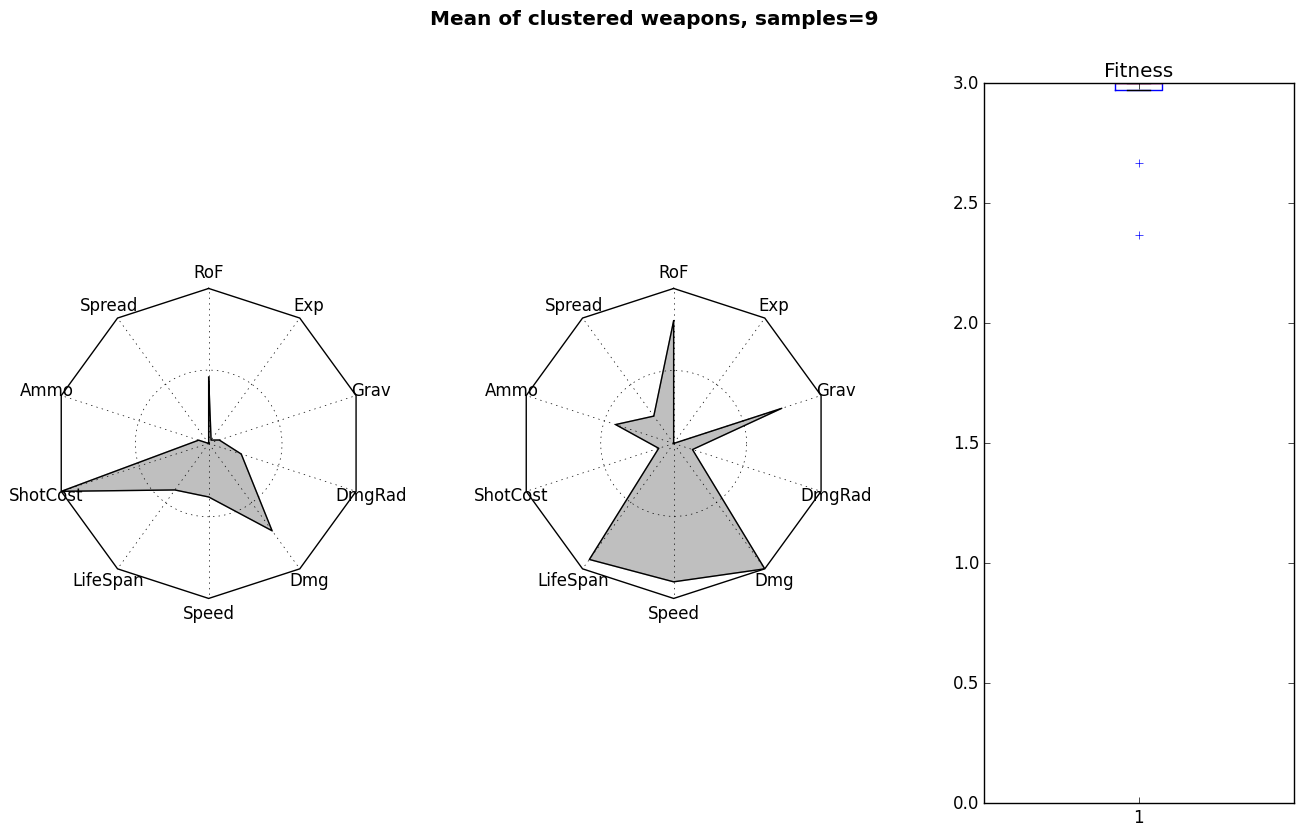 Mean of clustered weapons, samples=9
RoF
Exp
Grav
DmgRad
Dmg
Speed
LifeSpan
ShotCost
Ammo
Spread
RoF
Exp
Grav
DmgRad
Dmg
Speed
LifeSpan
ShotCost
Ammo
Spread
Fitness
3.0
2.5
2.0
1.5
1.0
0.5
0.0
1